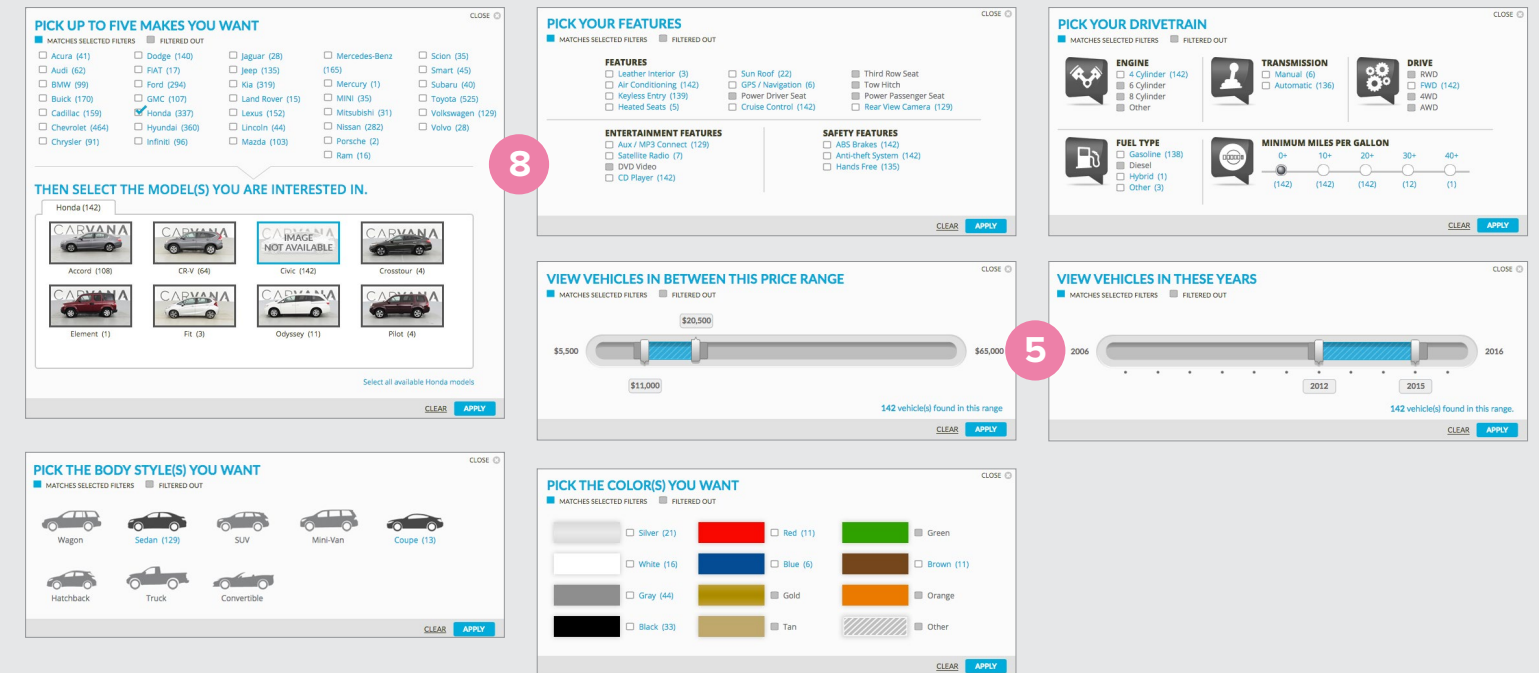 CLOSE
PICK UP TO FIVE MAKES YOU WANT
MATCHES SELECTED FILTERS FILTERED OUT
Acura (41) Dodge (140) Jaguar (28) Mercedes-Benz (165) Scion (35)
Audi (62) FIAT (17) Jeep (135) Smart (45)
BMW (99) Ford (294) Kia (319) Mercury (1) Subaru (40)
Buick (170) GMC (107) Land Rover (15) MINI (35) Toyota (525)
Cadillac (159) Honda (337) Lexus (152) Mitsubishi (31) Volkswagen (129)
Chevrolet (464) Hyundai (360) Lincoln (44) Nissan (282) Volvo (28)
Chrysler (91) Infiniti (96) Mazda (103) Porsche (2)
Ram (16)
8
THEN SELECT THE MODEL(S) YOU ARE INTERESTED IN.
Honda (142)
CARVANA CARVANA CARVANA CARVANA
IMAGE
NOT AVAILABLE
Accord (108) CR-V (64) Civic (142) Crosstour (4)
CARVANA CARVANA CARVANA CARVANA
Element (1) Fit (3) Odyssey (11) Pilot (4)
Select all available Honda models
CLEAR APPLY
CLOSE
PICK THE BODY STYLE(S) YOU WANT
MATCHES SELECTED FILTERS FILTERED OUT
Wagon Sedan (129) SUV Mini-Van Coupe (13)
Hatchback Truck Convertible
CLEAR APPLY
CLOSE
PICK YOUR FEATURES
MATCHES SELECTED FILTERS FILTERED OUT
FEATURES
Leather Interior (3) Sun Roof (22) Third Row Seat
Air Conditioning (142) GPS / Navigation (6) Tow Hitch
Keyless Entry (139) Power Driver Seat Power Passenger Seat
Heated Seats (5) Cruise Control (142) Rear View Camera (129)
ENTERTAINMENT FEATURES SAFETY FEATURES
Aux / MP3 Connect (129) ABS Brakes (142)
Satellite Radio (7) Anti-theft System (142)
DVD Video Hands Free (135)
CD Player (142)
CLEAR APPLY
CLOSE
VIEW VEHICLES IN BETWEEN THIS PRICE RANGE
MATCHES SELECTED FILTERS FILTERED OUT
$20,500
$5,500 $65,000
$11,000
142 vehicle(s) found in this range
CLEAR APPLY
5
CLOSE
PICK THE COLOR(S) YOU WANT
MATCHES SELECTED FILTERS FILTERED OUT
Silver (21) Red (11) Green
White (16) Blue (6) Brown (11)
Gray (44) Gold Orange
Black (33) Tan Other
CLEAR APPLY
CLOSE
PICK YOUR DRIVETRAIN
MATCHES SELECTED FILTERS FILTERED OUT
ENGINE TRANSMISSION DRIVE
4 Cylinder (142) Manual (6) RWD
6 Cylinder Automatic (136) FWD (142)
8 Cylinder 4WD
Other AWD
FUEL TYPE MINIMUM MILES PER GALLON
Gasoline (138) 0+ 10+ 20+ 30+ 40+
Diesel
Hybrid (1) (142) (142) (142) (12) (1)
Other (3)
CLEAR APPLY
CLOSE
VIEW VEHICLES IN THESE YEARS
MATCHES SELECTED FILTERS FILTERED OUT
2006 2016
2012 2015
142 vehicle(s) found in this range.
CLEAR APPLY